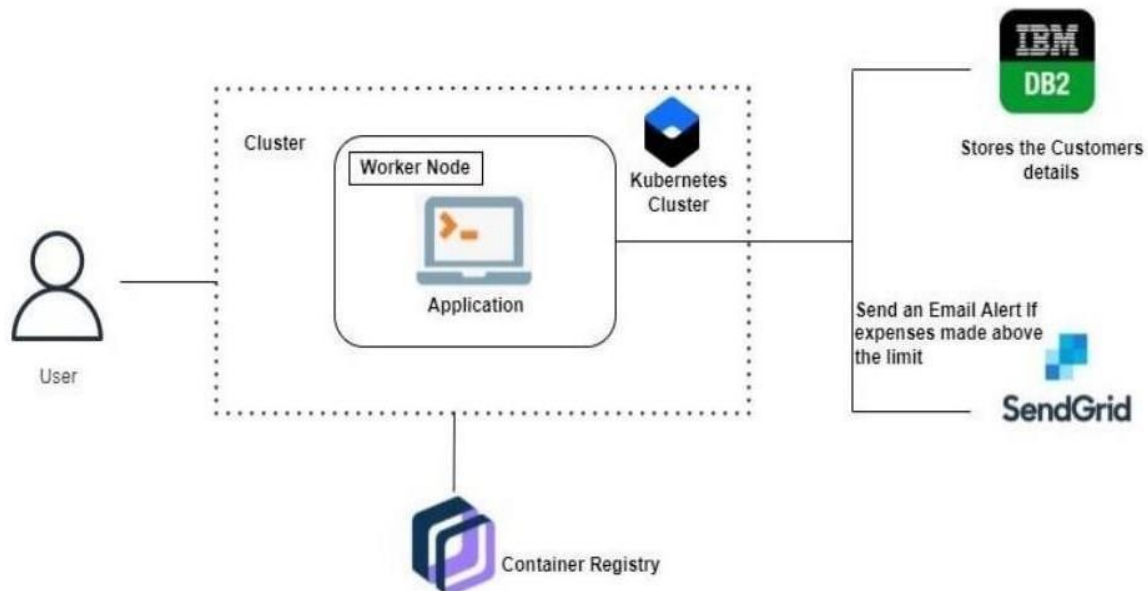 IBM
DB2
Stores the Customers
details
Cluster
Worker Node
Kubernetes
Cluster
Application
User
Send an Email Alert If
expenses made above
the limit
SendGrid
Container Registry